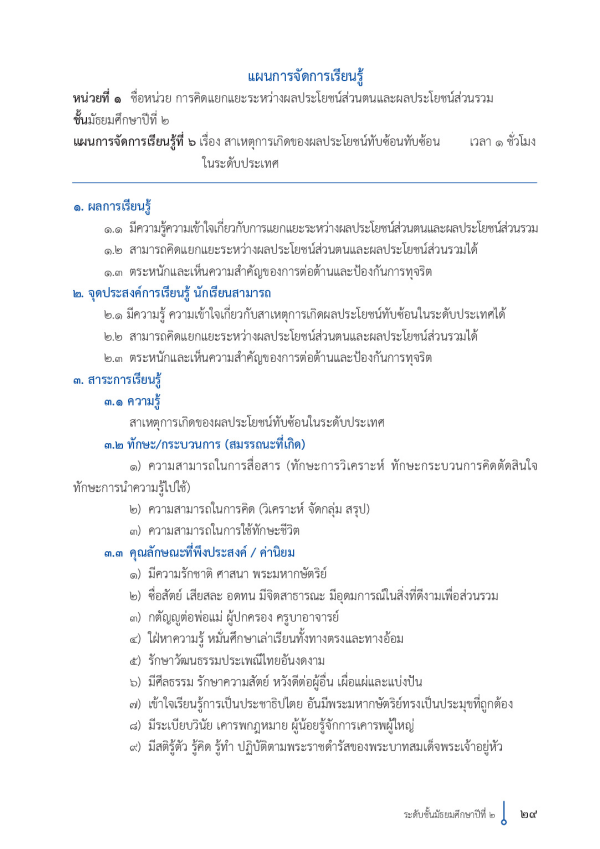 แผนการจัดการเรียนรู้
หน่วยที่ ๑ ชื่อหน่วย การคิดแยกแยะระหว่างผลประโยชน์ส่วนตนและผลประโยชน์ส่วนรวม
ชั้นมัธยมศึกษาปีที่ ๒
แผนการจัดการเรียนรู้ที่ ๖ เรื่อง สาเหตุการเกิดของผลประโยชน์ทับซ้อนทับซ้อน เวลา ๑ ชั่วโมง
ในระดับประเทศ
๑. ผลการเรียนรู้
๑.๑ มีความรู้ความเข้าใจเกี่ยวกับการแยกแยะระหว่างผลประโยชน์ส่วนตนและผลประโยชน์ส่วนรวม
๑.๒ สามารถคิดแยกแยะระหว่างผลประโยชน์ส่วนตนและผลประโยชน์ส่วนรวมได้
๑.๓ ตระหนักและเห็นความสำคัญของการต่อต้านและป้องกันการทุจริต
๒. จุดประสงค์การเรียนรู้ นักเรียนสามารถ
๒.๑ มีความรู้ ความเข้าใจเกี่ยวกับสาเหตุการเกิดผลประโยชน์ทับซ้อนในระดับประเทศได้
๒.๒ สามารถคิดแยกแยะระหว่างผลประโยชน์ส่วนตนและผลประโยชน์ส่วนรวมได้
๒.๓ ตระหนักและเห็นความสำคัญของการต่อต้านและป้องกันการทุจริต
๓. สาระการเรียนรู้
๓.๑ ความรู้
สาเหตุการเกิดของผลประโยชน์ทับซ้อนในระดับประเทศ
๓.๒ ทักษะ/กระบวนการ (สมรรถนะที่เกิด)
๑) ความสามารถในการสื่อสาร (ทักษะการวิเคราะห์ ทักษะกระบวนการคิดตัดสินใจ
ทักษะการนำความรู้ไปใช้)
๒) ความสามารถในการคิด (วิเคราะห์ จัดกลุ่ม สรุป)
๓) ความสามารถในการใช้ทักษะชีวิต
๓.๓ คุณลักษณะที่พึงประสงค์ / ค่านิยม
๑) มีความรักชาติ ศาสนา พระมหากษัตริย์
๒) ซื่อสัตย์ เสียสละ อดทน มีจิตสาธารณะ มีอุดมการณ์ในสิ่งที่ดีงามเพื่อส่วนรวม
๓) กตัญญูต่อพ่อแม่ ผู้ปกครอง ครูบาอาจารย์
๔) ใฝ่หาความรู้ หมั่นศึกษาเล่าเรียนทั้งทางตรงและทางอ้อม
๕) รักษาวัฒนธรรมประเพณีไทยอันงดงาม
๖) มีศีลธรรม รักษาความสัตย์ หวังดีต่อผู้อื่น เผื่อแผ่และแบ่งปัน
๗) เข้าใจเรียนรู้การเป็นประชาธิปไตย อันมีพระมหากษัตริย์ทรงเป็นประมุขที่ถูกต้อง
๘) มีระเบียบวินัย เคารพกฎหมาย ผู้น้อยรู้จักการเคารพผู้ใหญ่
๙) มีสติรู้ตัว รู้คิด รู้ทำ ปฏิบัติตามพระราชดำรัสของพระบาทสมเด็จพระเจ้าอยู่หัว
ระดับชั้นมัธยมศึกษาปีที่ ๒ ๒๙